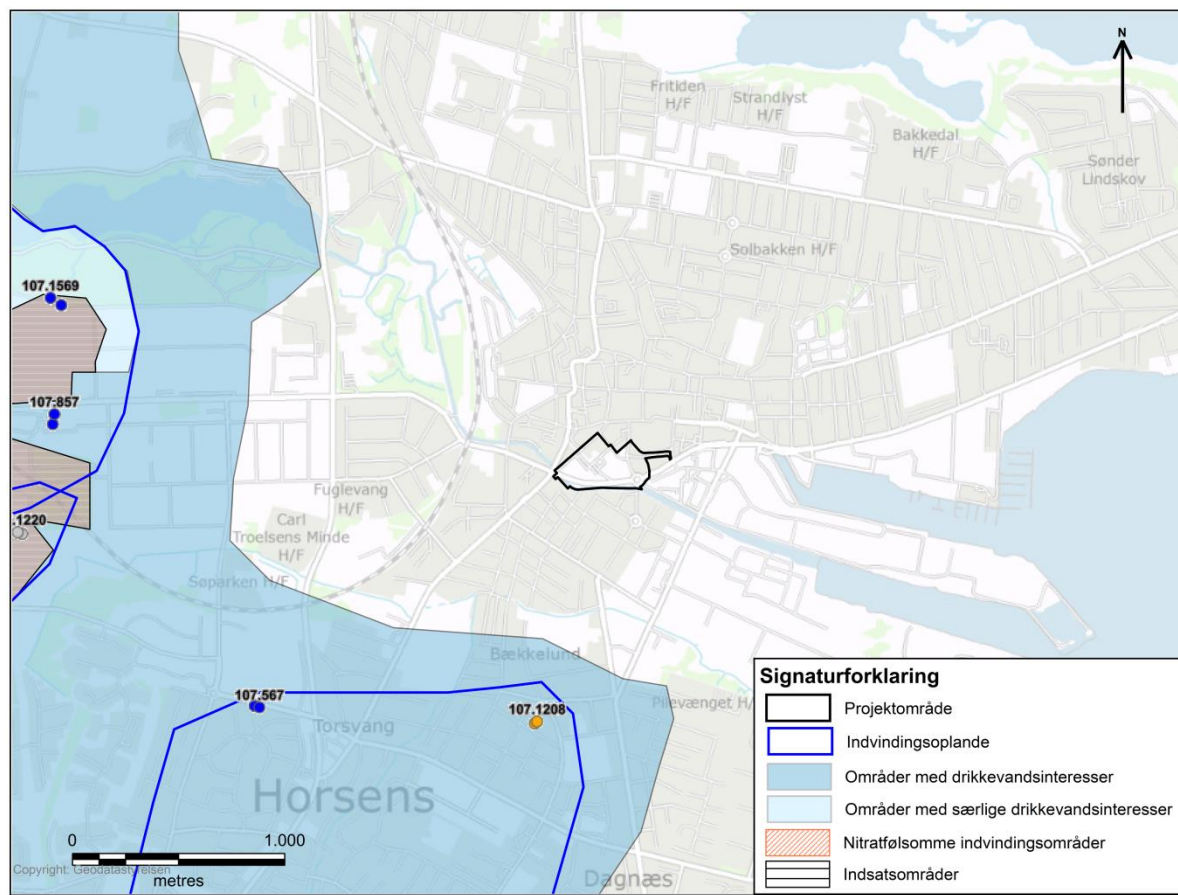 N
Fritiden
H/F
Strandlyst
H/F
Bakkedal
H/F
Sønder
Lindskov
Solbakken H/F
107.1569
107.857
.1220
Fuglevang
H/F
Carl
Troelsens Minde
H/F
Søparken H/F
Bækkelund
Pilevænget H/
107.567
107.1208
Torsvang
Horsens
Dagnæs
0
1.000
metres
Copyright: Geodatastyrelsen
Signaturforklaring
Projektområde
Indvindingsoplande
Områder med drikkevandsinteresser
Områder med særlige drikkevandsinteresser
Nitratfølsomme indvindingsområder
Indsatsområder